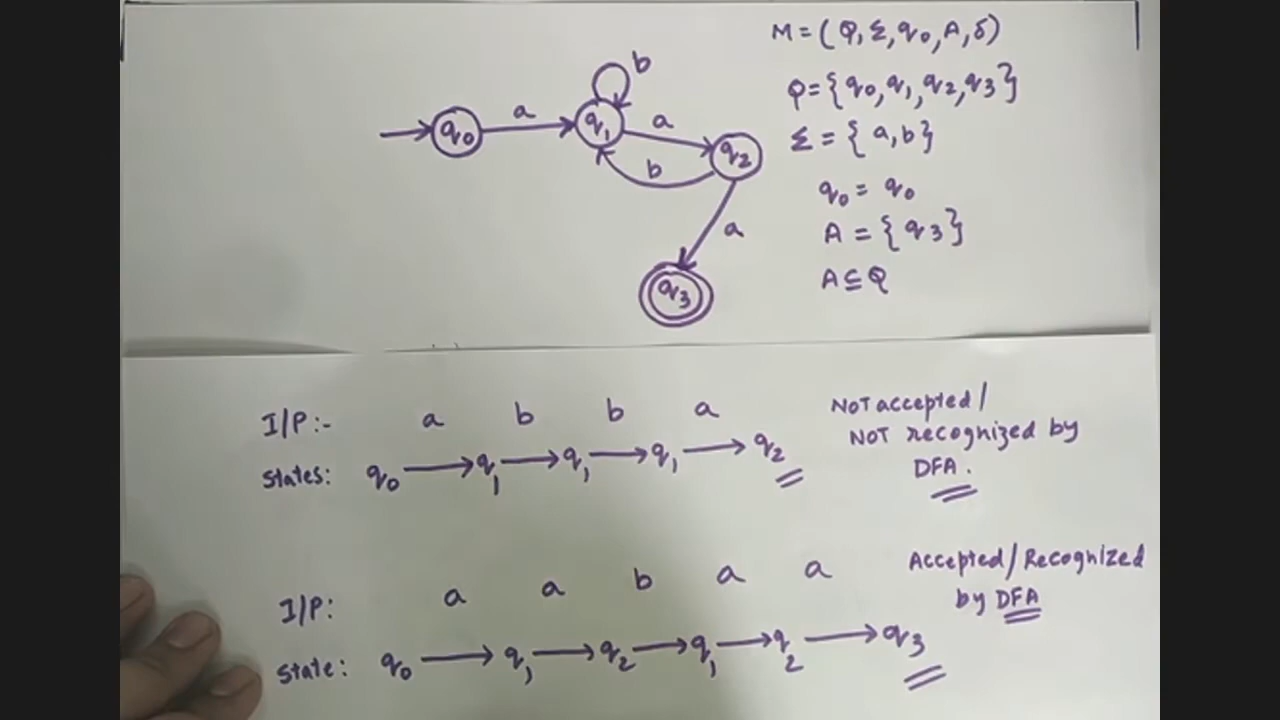 M = (Q, Σ, q0, A, δ)
Q = {q0, q1, q2, q3}
Σ = { a, b}
q0 = q0
A = { q3}
A ⊆ Q
b
q0 a q1 a q2
b
a
q3
I/P:- a b b a
States: q0 → q1 → q1 → q1 → q2
NOT accepted /
NOT recognized by
DFA.
I/P: a a b a a
State: q0 → q1 → q2 → q1 → q2 → q3
Accepted / Recognized
by DFA